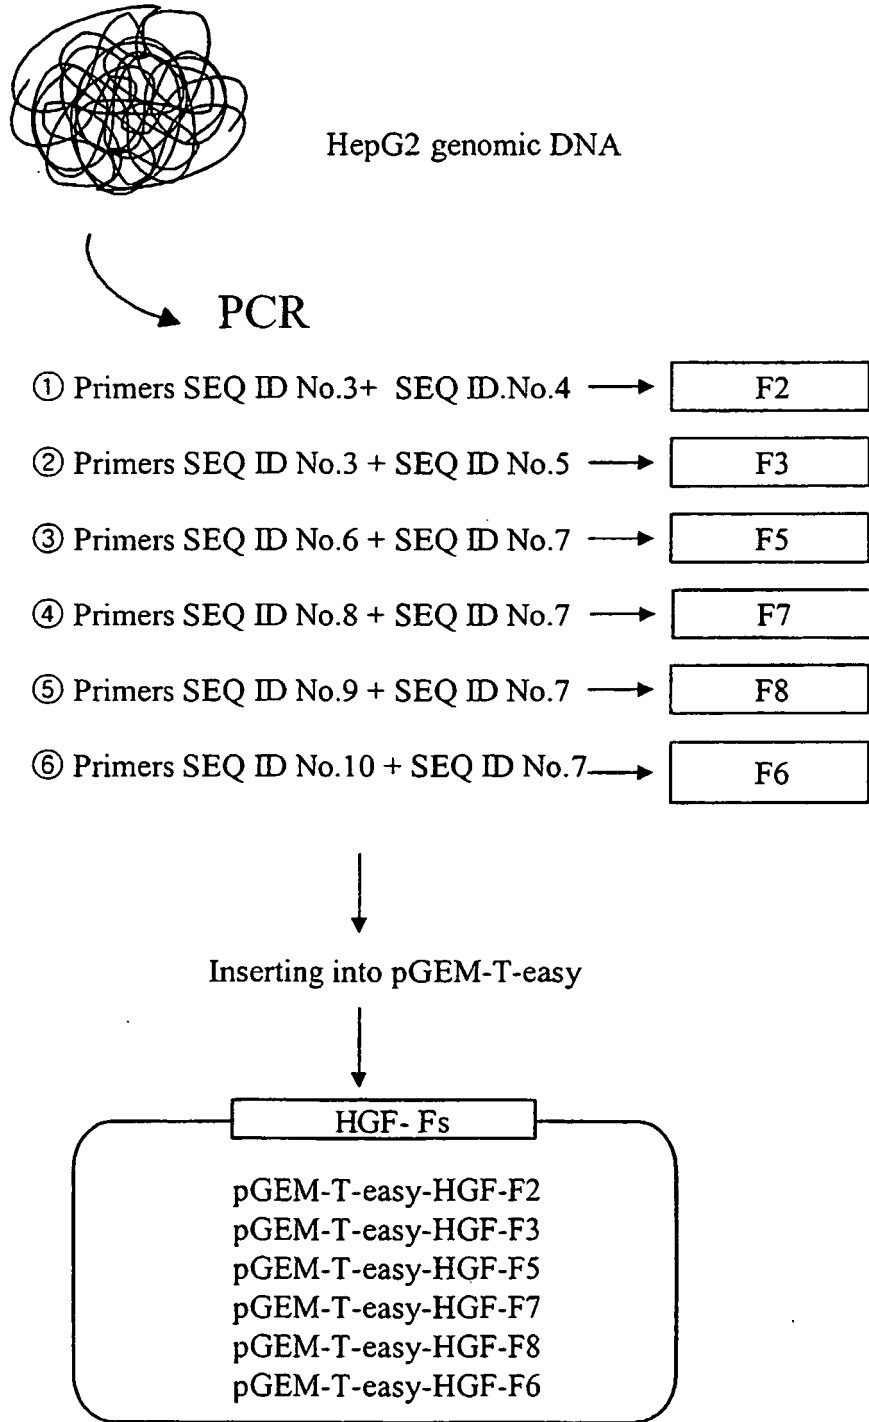 HepG2 genomic DNA
PCR
① Primers SEQ ID No.3+ SEQ ID.No.4
F2
② Primers SEQ ID No.3 + SEQ ID No.5
F3
③ Primers SEQ ID No.6 + SEQ ID No.7
F5
④ Primers SEQ ID No.8 + SEQ ID No.7
F7
⑤ Primers SEQ ID No.9 + SEQ ID No.7
F8
⑥ Primers SEQ ID No.10 + SEQ ID No.7
F6
Inserting into pGEM-T-easy
HGF- Fs
pGEM-T-easy-HGF-F2
pGEM-T-easy-HGF-F3
pGEM-T-easy-HGF-F5
pGEM-T-easy-HGF-F7
pGEM-T-easy-HGF-F8
pGEM-T-easy-HGF-F6